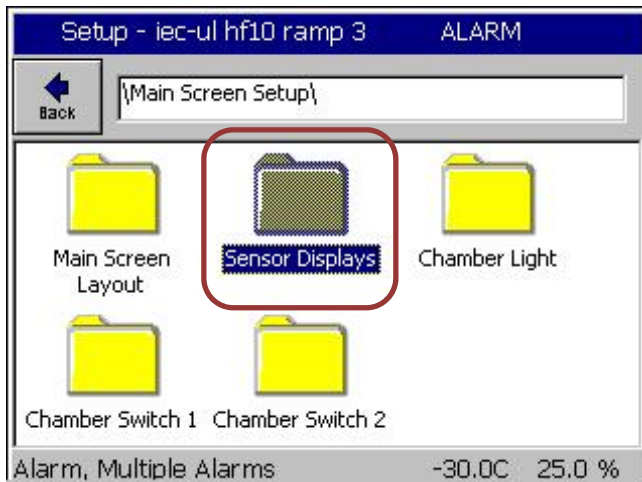 Setup - iec-ul hf10 ramp 3 ALARM
Back
\Main Screen Setup\
Main Screen
Layout
Sensor Displays
Chamber Light
Chamber Switch 1
Chamber Switch 2
Alarm, Multiple Alarms -30.0C 25.0 %